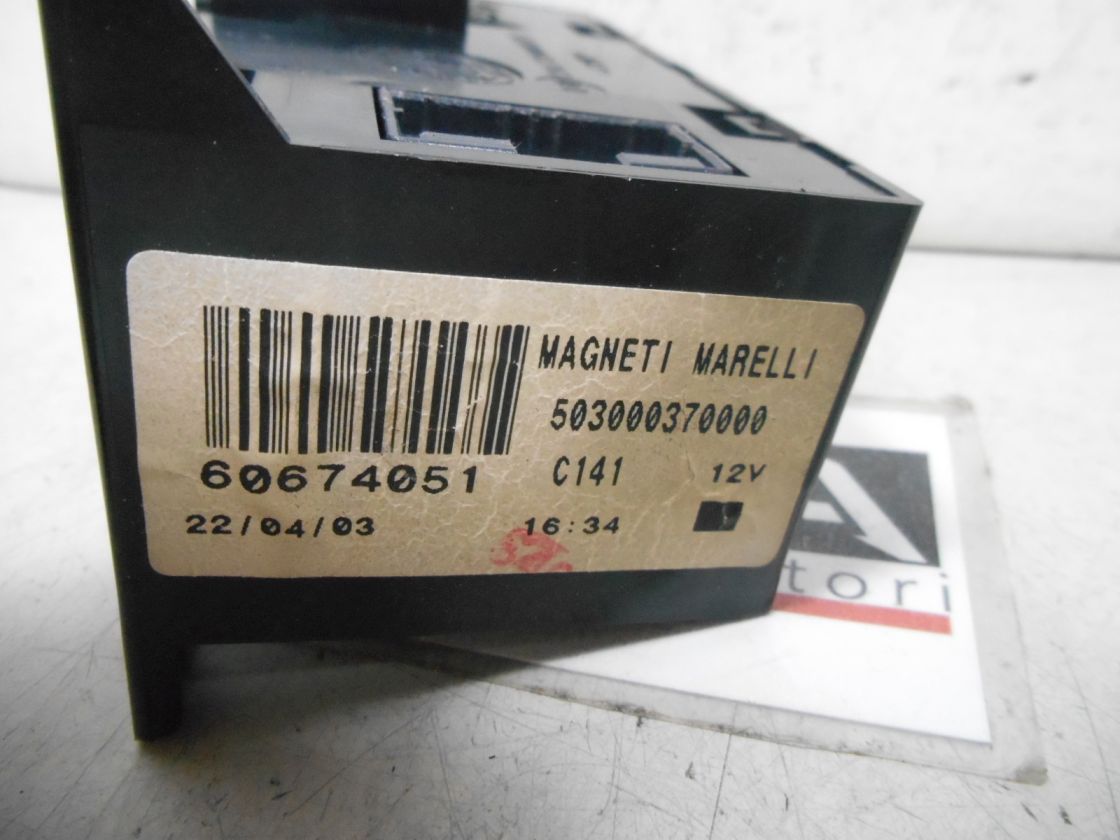 MAGNETI MARELLI
503000370000
60674051
C141 12V
22/04/03 16:34
A
tori